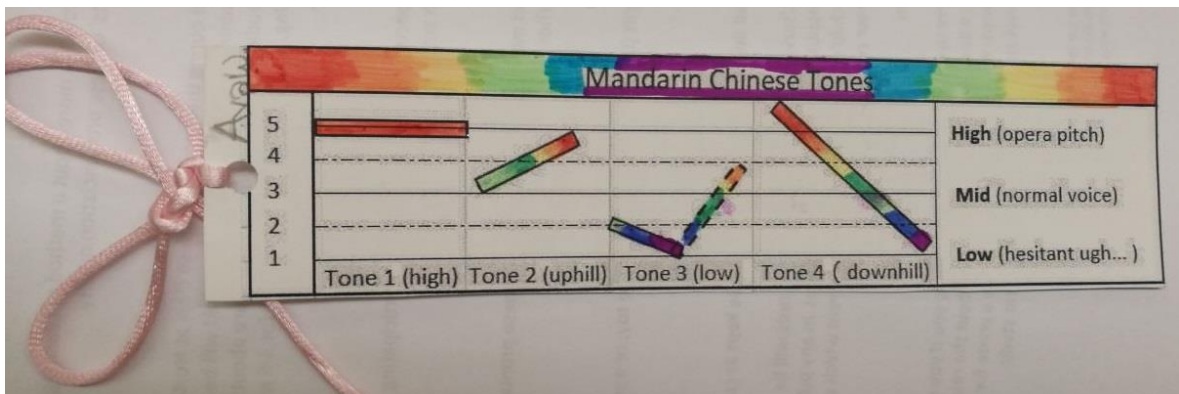 Mandarin Chinese Tones
5
4
3
2
1
High (opera pitch)
Mid (normal voice)
Low (hesitant ugh... )
Tone 1 (high)
Tone 2 (uphill)
Tone 3 (low)
Tone 4 ( downhill)